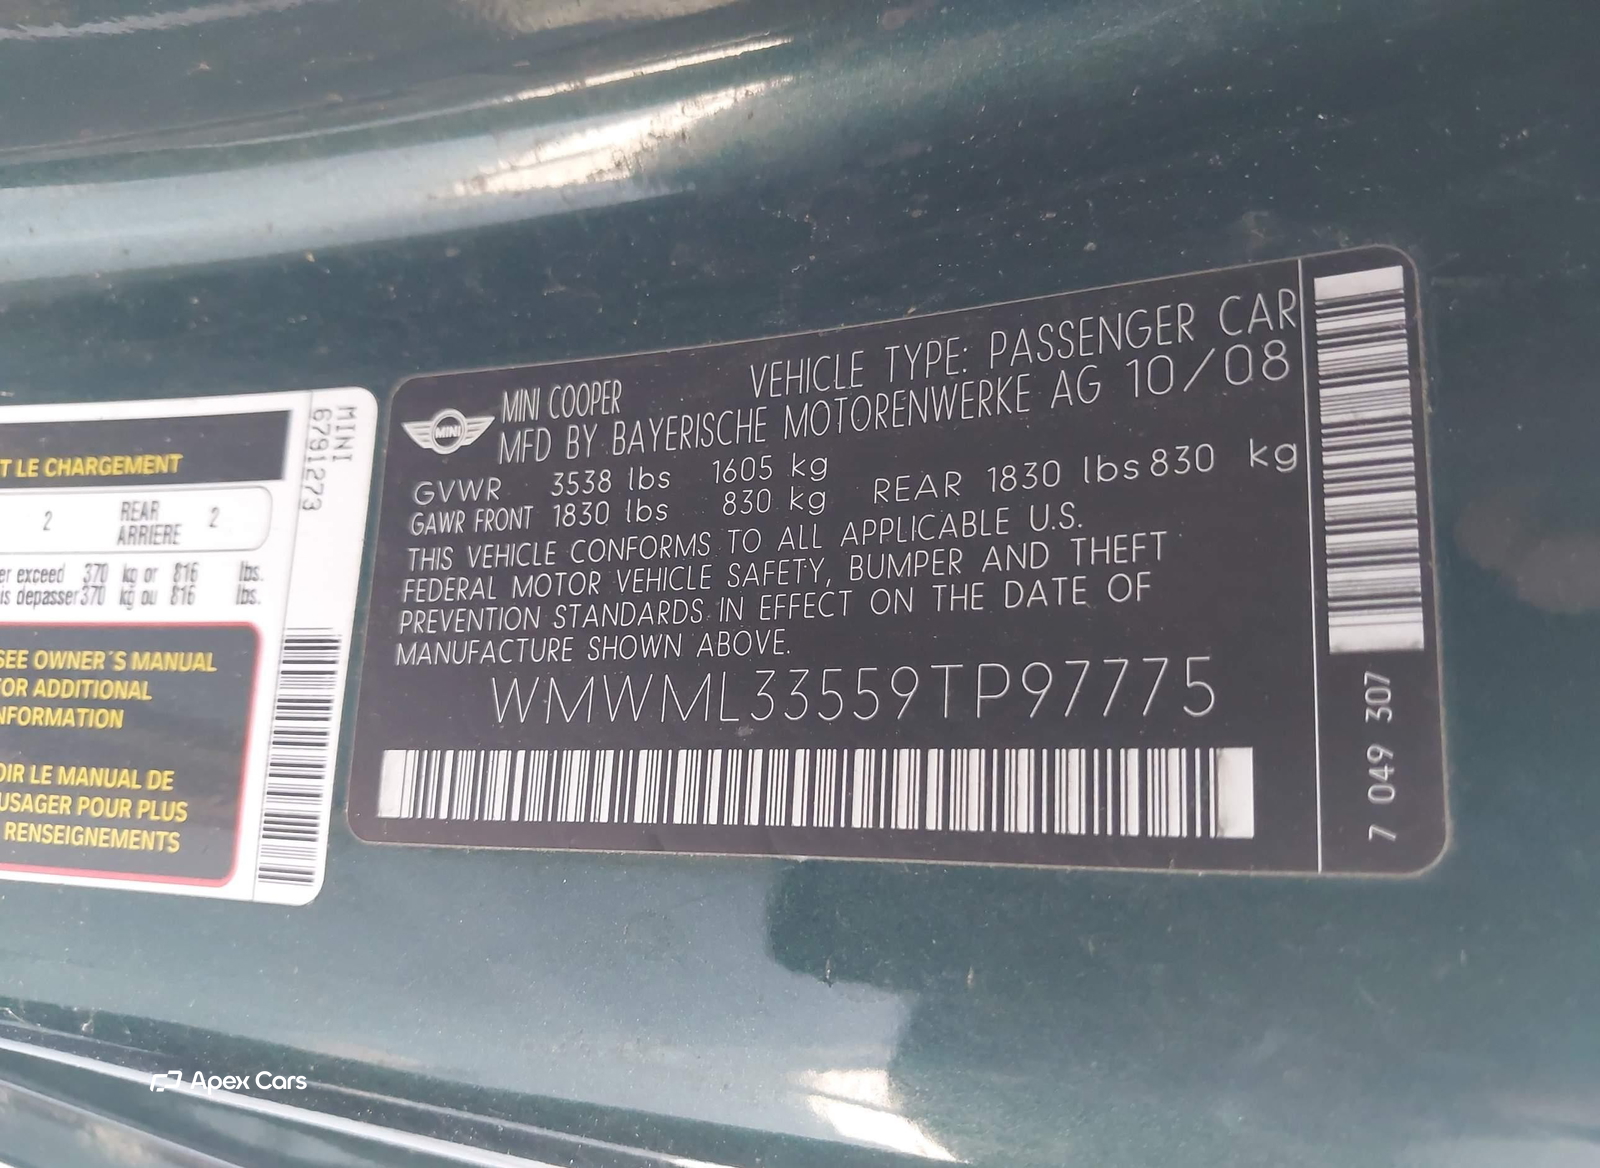 T LE CHARGEMENT
2 REAR 2
ARRIÈRE
er exceed 370 kg or 816 lbs.
is depasser 370 kg ou 816 lbs.
SEE OWNER´S MANUAL
FOR ADDITIONAL
INFORMATION
OIR LE MANUAL DE
USAGER POUR PLUS
RENSEIGNEMENTS
MINI
6791273
MINI
MINI COOPER VEHICLE TYPE: PASSENGER CAR
MFD BY BAYERISCHE MOTORENWERKE AG 10/08
GVWR 3538 lbs 1605 kg
GAWR FRONT 1830 lbs 830 kg REAR 1830 lbs 830 kg
THIS VEHICLE CONFORMS TO ALL APPLICABLE U.S.
FEDERAL MOTOR VEHICLE SAFETY, BUMPER AND THEFT
PREVENTION STANDARDS IN EFFECT ON THE DATE OF
MANUFACTURE SHOWN ABOVE.
WMWML33559TP97775
7 049 307
Apex Cars